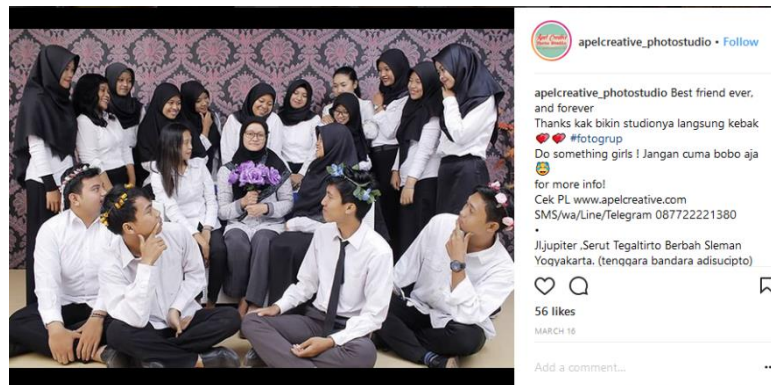 apelcreative_photostudio • Follow
apelcreative_photostudio Best friend ever,
and forever
Thanks kak bikin studionya langsung kebak
#fotogrup
Do something girls ! Jangan cuma bobo aja
for more info!
Cek PL www.apelcreative.com
SMS/wa/Line/Telegram 087722221380
•
Jl.jupiter ,Serut Tegaltirto Berbah Sleman
Yogyakarta. (tenggara bandara adisucipto)
56 likes
MARCH 16
Add a comment...